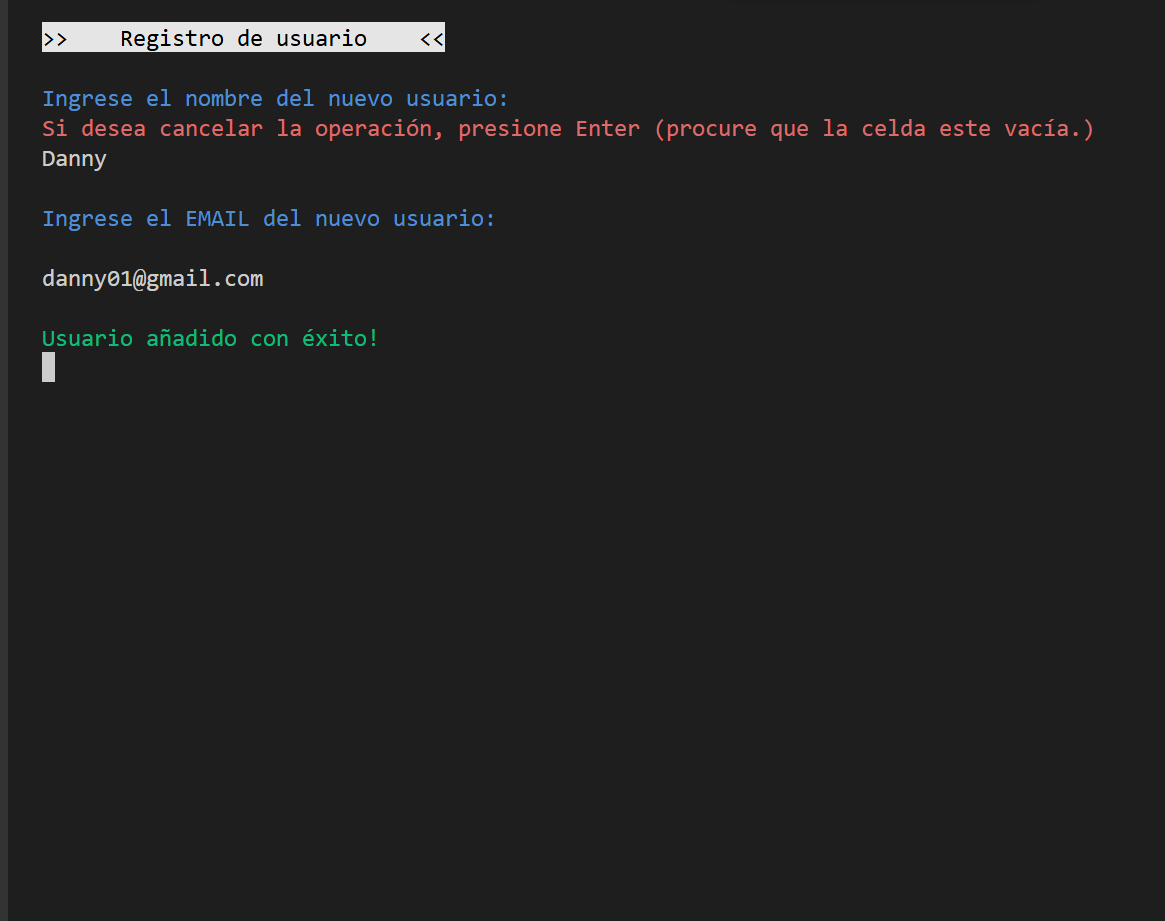 >>    Registro de usuario    <<
Ingrese el nombre del nuevo usuario:
Si desea cancelar la operación, presione Enter (procure que la celda este vacía.)
Danny
Ingrese el EMAIL del nuevo usuario:
danny01@gmail.com
Usuario añadido con éxito!